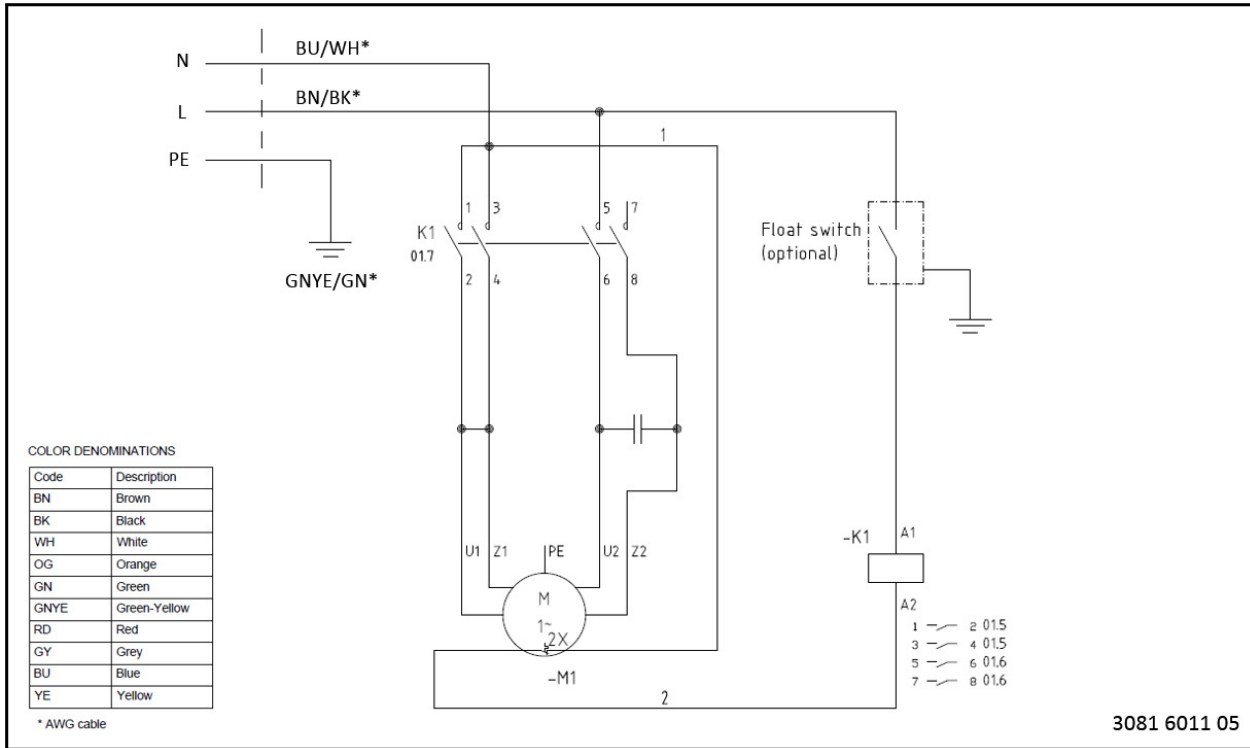 N BU/WH*
L BN/BK*
PE
GNYE/GN*
1
1 3 5 7
K1
01.7
2 4 6 8
Float switch
(optional)
COLOR DENOMINATIONS
Code Description
BN Brown
BK Black
WH White
OG Orange
GN Green
GNYE Green-Yellow
RD Red
GY Grey
BU Blue
YE Yellow
* AWG cable
U1 Z1 PE U2 Z2
M
1~
2X
-M1
2
-K1 A1
A2
1 2 01.5
3 4 01.5
5 6 01.6
7 8 01.6
3081 6011 05